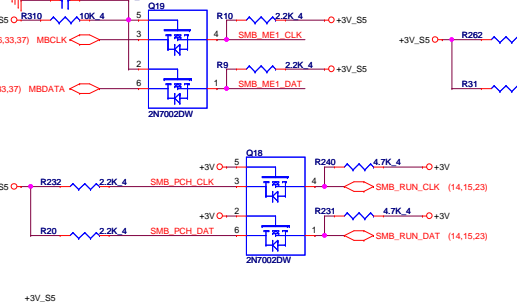 Q19
S5 R310 10K_4 5 R10 2.2K_4 +3V_S5
,33,37) MBCLK 3 4 SMB_ME1_CLK
+3V_S5 R262
2 R9 2.2K_4 +3V_S5
33,37) MBDATA 6 1 SMB_ME1_DAT
R31
2N7002DW
Q18
+3V 5 R240 4.7K_4 +3V
S5 R232 2.2K_4 SMB_PCH_CLK 3 4 SMB_RUN_CLK (14,15,23)
+3V 2 R231 4.7K_4 +3V
R20 2.2K_4 SMB_PCH_DAT 6 1 SMB_RUN_DAT (14,15,23)
2N7002DW
+3V_S5